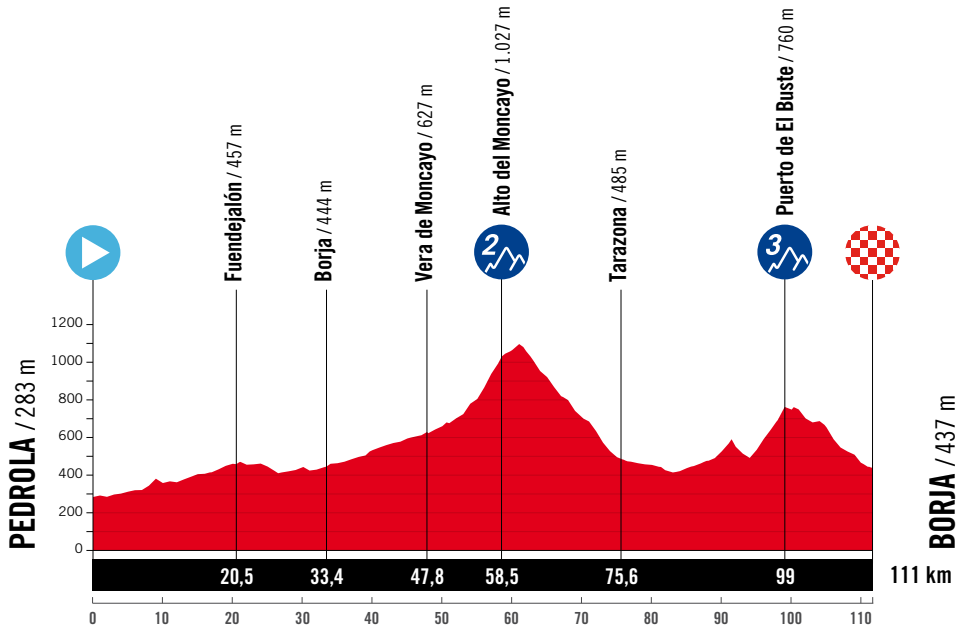 Fuendejalón / 457 m
Borja / 444 m
Vera de Moncayo / 627 m
Alto del Moncayo / 1.027 m
Tarazona / 485 m
Puerto de El Buste / 760 m
2
3
PEDROLA / 283 m
1200
1000
800
600
400
200
0
BORJA / 437 m
20,5 33,4 47,8 58,5 75,6 99 111 km
0 10 20 30 40 50 60 70 80 90 100 110